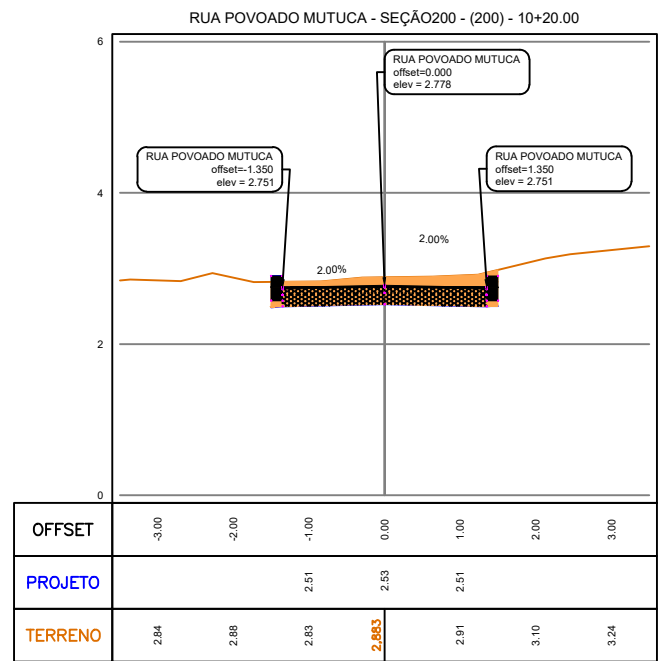 RUA POVOADO MUTUCA - SEÇÃO200 - (200) - 10+20.00
6
RUA POVOADO MUTUCA
offset=0.000
elev = 2.778
RUA POVOADO MUTUCA
offset=-1.350
elev = 2.751
RUA POVOADO MUTUCA
offset=1.350
elev = 2.751
4
2.00%
2.00%
2
0
OFFSET -3.00 -2.00 -1.00 0.00 1.00 2.00 3.00
PROJETO 2.51 2.53 2.51
TERRENO 2.84 2.88 2.83 2.883 2.91 3.10 3.24